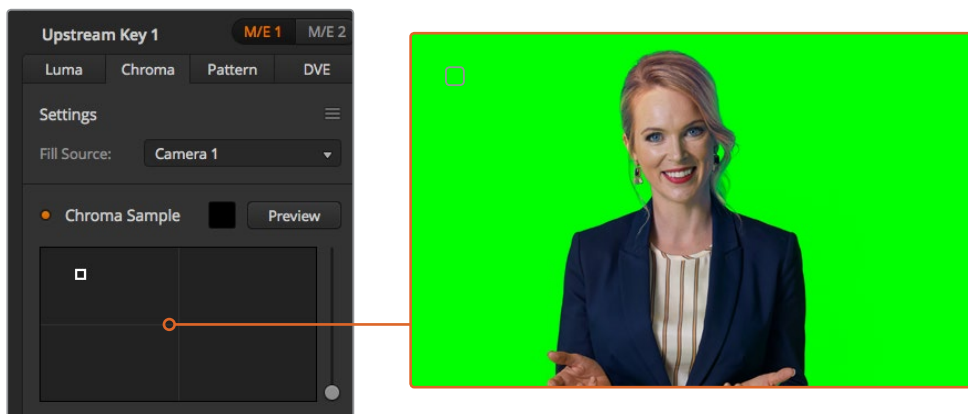 Upstream Key 1 M/E 1 M/E 2
Luma Chroma Pattern DVE
Settings
Fill Source: Camera 1
Chroma Sample Preview